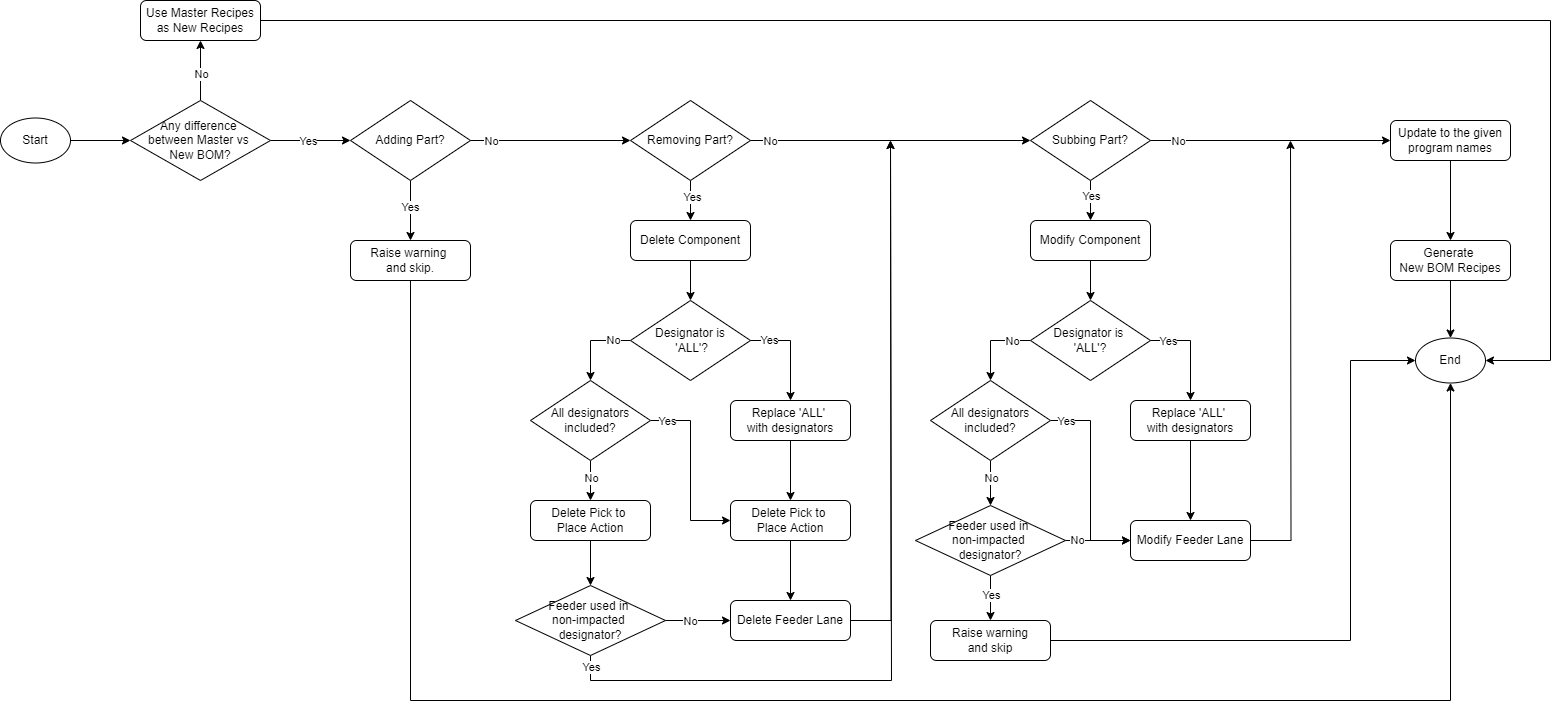 Use Master Recipes
as New Recipes
No
Start
Any difference
between Master vs
New BOM?
Yes
Adding Part?
No
Yes
Raise warning
and skip.
Removing Part?
No
Yes
Delete Component
Designator is
'ALL'?
No
Yes
All designators
included?
Yes
No
Replace 'ALL'
with designators
Delete Pick to
Place Action
Delete Pick to
Place Action
Feeder used in
non-impacted
designator?
No
Yes
Delete Feeder Lane
Subbing Part?
No
Yes
Modify Component
Designator is
'ALL'?
No
Yes
All designators
included?
Yes
No
Replace 'ALL'
with designators
Feeder used in
non-impacted
designator?
No
Yes
Modify Feeder Lane
Raise warning
and skip
Update to the given
program names
Generate
New BOM Recipes
End